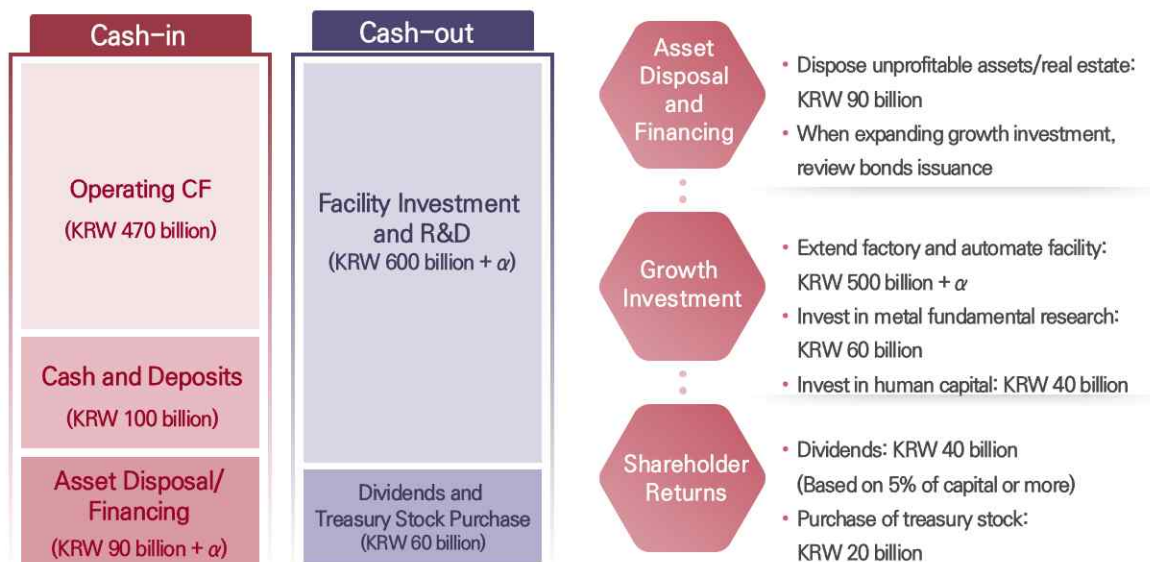 Cash-in
Operating CF
(KRW 470 billion)
Cash and Deposits
(KRW 100 billion)
Asset Disposal/
Financing
(KRW 90 billion + α)
Cash-out
Facility Investment
and R&D
(KRW 600 billion + α)
Dividends and
Treasury Stock Purchase
(KRW 60 billion)
Asset
Disposal
and
Financing
• Dispose unprofitable assets/real estate:
KRW 90 billion
• When expanding growth investment,
review bonds issuance
Growth
Investment
• Extend factory and automate facility:
KRW 500 billion + α
• Invest in metal fundamental research:
KRW 60 billion
• Invest in human capital: KRW 40 billion
Shareholder
Returns
• Dividends: KRW 40 billion
(Based on 5% of capital or more)
• Purchase of treasury stock:
KRW 20 billion